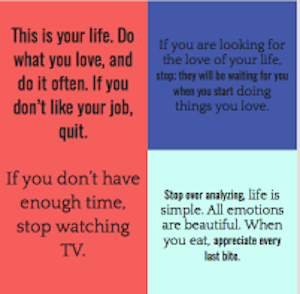 This is your life. Do
what you love, and
do it often. If you
don't like your job,
quit.
If you are looking for
the love of your life,
stop; they will be waiting for you
when you start doing
things you love.
If you don't have
enough time,
stop watching
TV.
Stop over analyzing, life is
simple. All emotions
are beautiful. When
you eat, appreciate every
last bite.